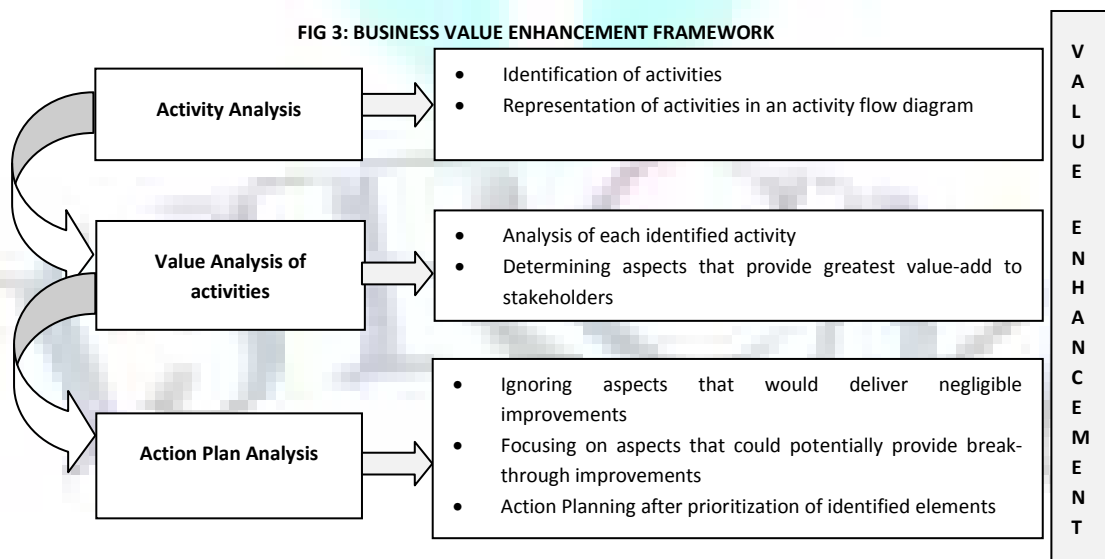 FIG 3: BUSINESS VALUE ENHANCEMENT FRAMEWORK
Activity Analysis
• Identification of activities
• Representation of activities in an activity flow diagram
Value Analysis of
activities
• Analysis of each identified activity
• Determining aspects that provide greatest value-add to
stakeholders
Action Plan Analysis
• Ignoring aspects that would deliver negligible
improvements
• Focusing on aspects that could potentially provide break-
through improvements
• Action Planning after prioritization of identified elements
V
A
L
U
E
E
N
H
A
N
C
E
M
E
N
T